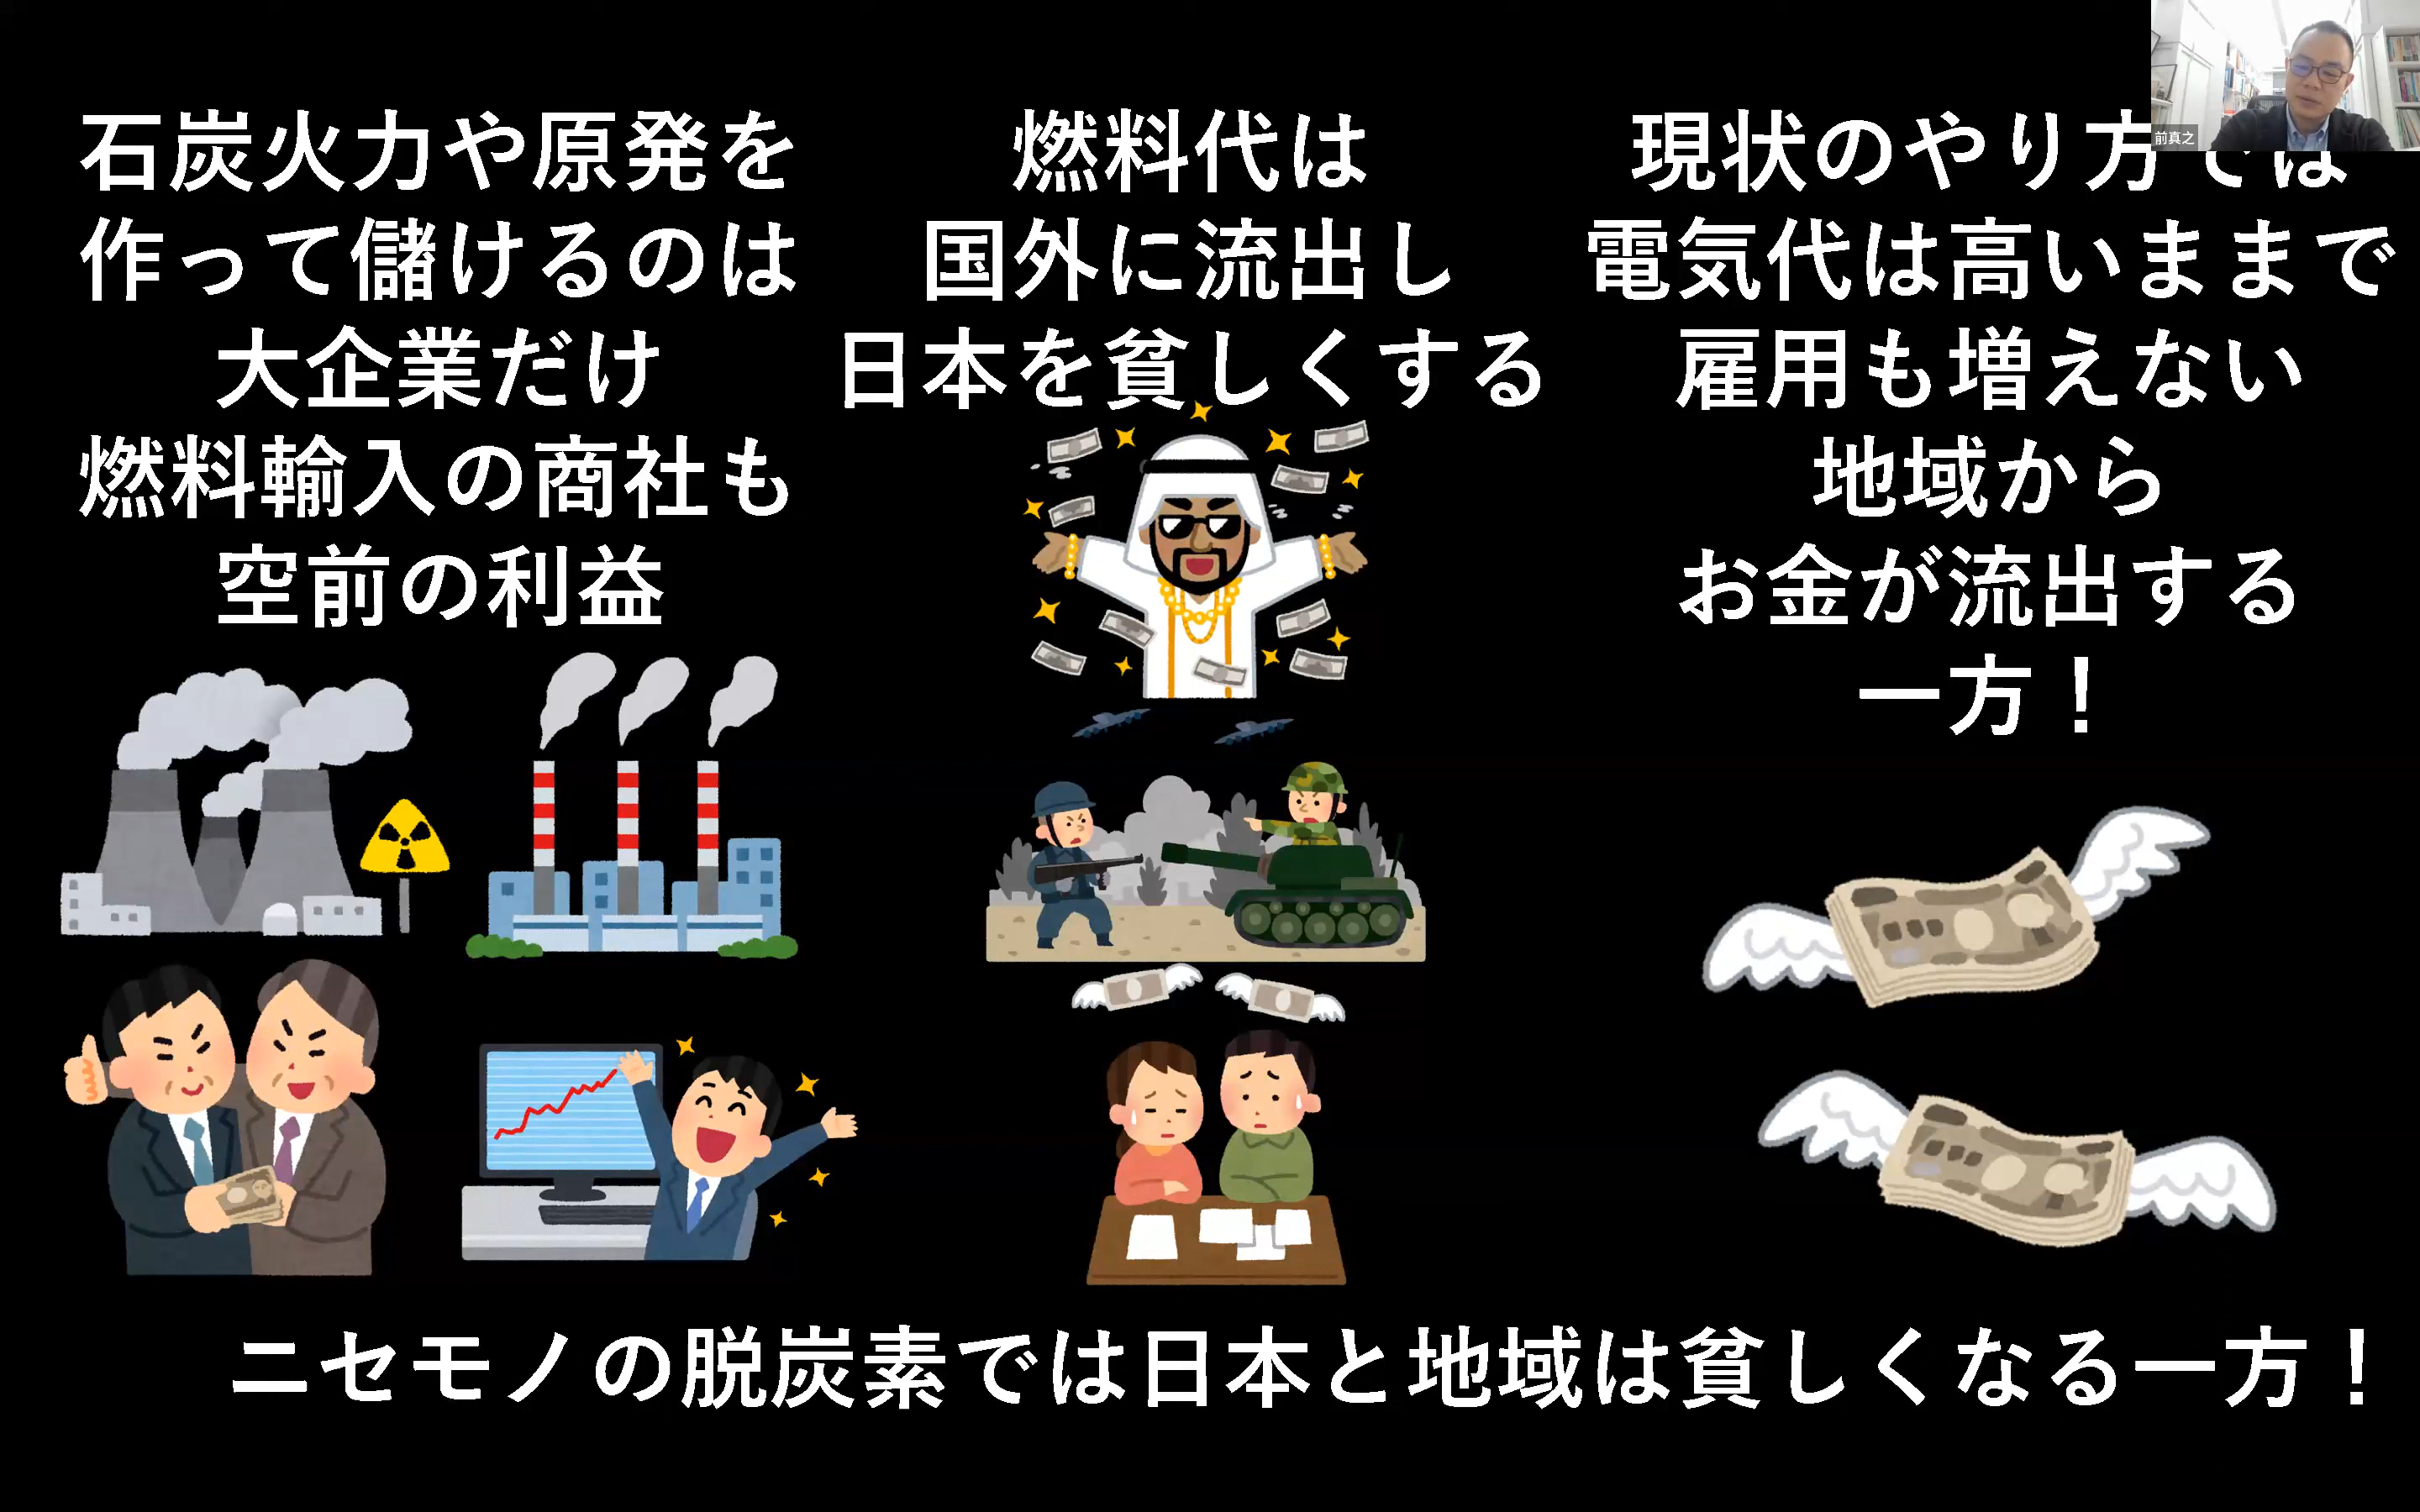 石炭火力や原発を
作って儲けるのは
大企業だけ
燃料輸入の商社も
空前の利益
燃料代は
国外に流出し
日本を貧しくする
現状のやり方では
電気代は高いままで
雇用も増えない
地域から
お金が流出する
一方！
ニセモノの脱炭素では日本と地域は貧しくなる一方！
前真之